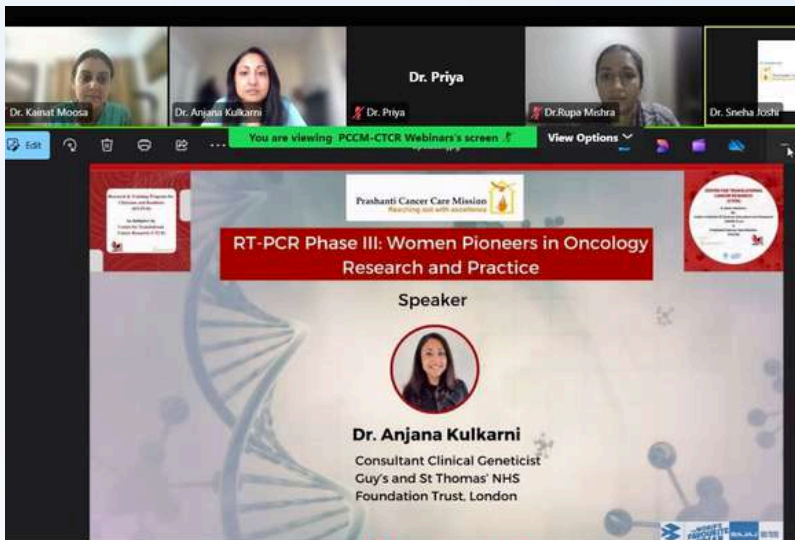 Dr. Priya
Dr. Kainat Moosa
Dr. Anjana Kulkarni
Dr. Priya
Dr.Rupa Mishra
Dr. Sneha Joshi
Edit
You are viewing PCCM-CTCR Webinars's screen
View Options
Prashanti Cancer Care Mission
Reaching out with excellence
RT-PCR Phase III: Women Pioneers in Oncology
Research and Practice
Speaker
Dr. Anjana Kulkarni
Consultant Clinical Geneticist
Guy's and St Thomas' NHS
Foundation Trust, London
BAJAJ